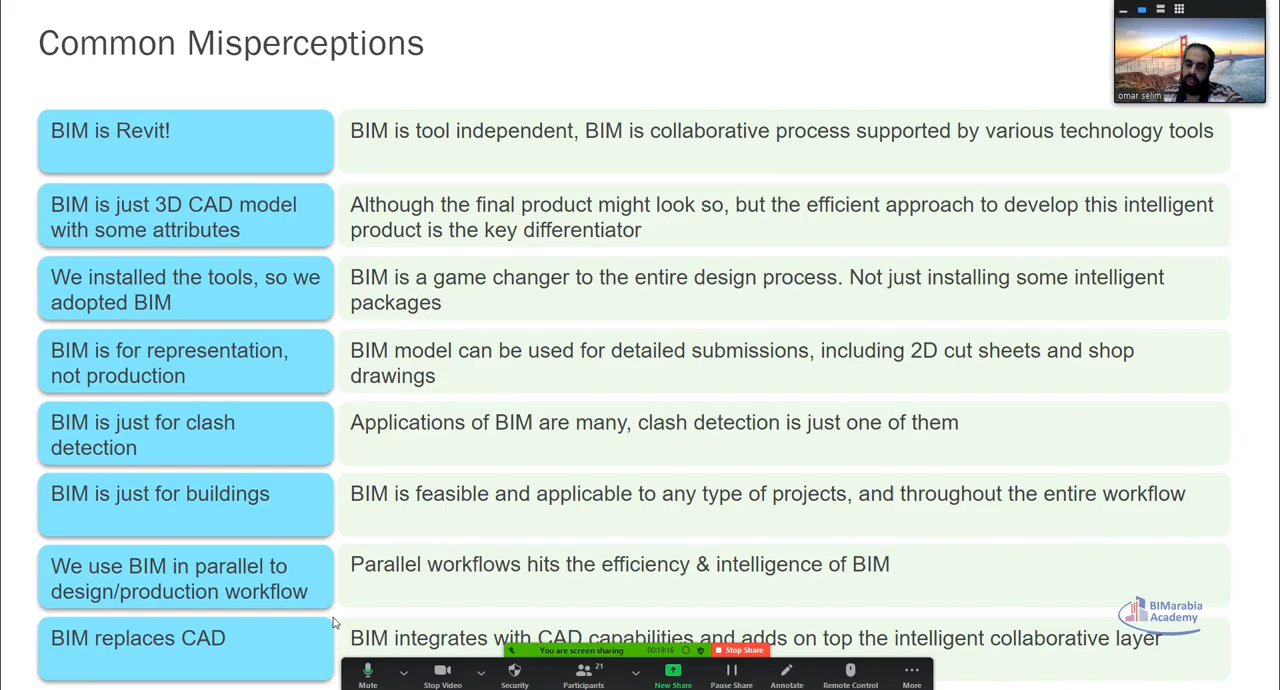 Common Misperceptions
omar selim
BIM is Revit!
BIM is tool independent, BIM is collaborative process supported by various technology tools
BIM is just 3D CAD model
with some attributes
Although the final product might look so, but the efficient approach to develop this intelligent
product is the key differentiator
We installed the tools, so we
adopted BIM
BIM is a game changer to the entire design process. Not just installing some intelligent
packages
BIM is for representation,
not production
BIM model can be used for detailed submissions, including 2D cut sheets and shop
drawings
BIM is just for clash
detection
Applications of BIM are many, clash detection is just one of them
BIM is just for buildings
BIM is feasible and applicable to any type of projects, and throughout the entire workflow
We use BIM in parallel to
design/production workflow
Parallel workflows hits the efficiency & intelligence of BIM
BIMarabia
Academy
BIM replaces CAD
BIM integrates with CAD capabilities and adds on top the intelligent collaborative layer
You are screen sharing
00:19:16
Stop Share
21
Mute
Stop Video
Security
Participants
New Share
Pause Share
Annotate
Remote Control
More